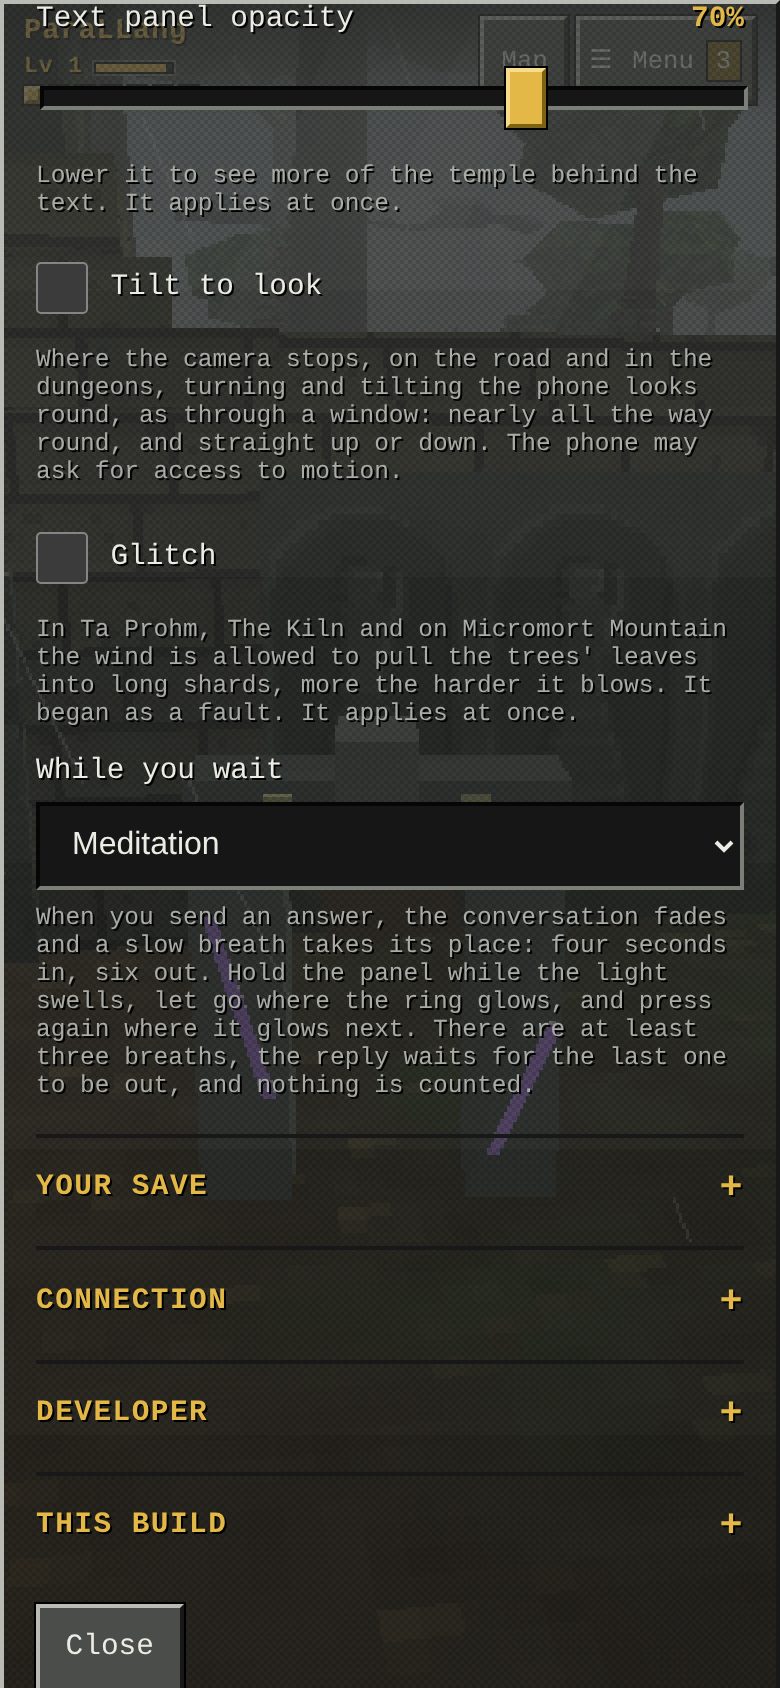 Text panel opacity 70%
ParaLLang
Lv 1
Map
☰ Menu 3
Lower it to see more of the temple behind the
text. It applies at once.
Tilt to look
Where the camera stops, on the road and in the
dungeons, turning and tilting the phone looks
round, as through a window: nearly all the way
round, and straight up or down. The phone may
ask for access to motion.
Glitch
In Ta Prohm, The Kiln and on Micromort Mountain
the wind is allowed to pull the trees' leaves
into long shards, more the harder it blows. It
began as a fault. It applies at once.
While you wait
Meditation
When you send an answer, the conversation fades
and a slow breath takes its place: four seconds
in, six out. Hold the panel while the light
swells, let go where the ring glows, and press
again where it glows next. There are at least
three breaths, the reply waits for the last one
to be out, and nothing is counted.
YOUR SAVE +
CONNECTION +
DEVELOPER +
THIS BUILD +
Close